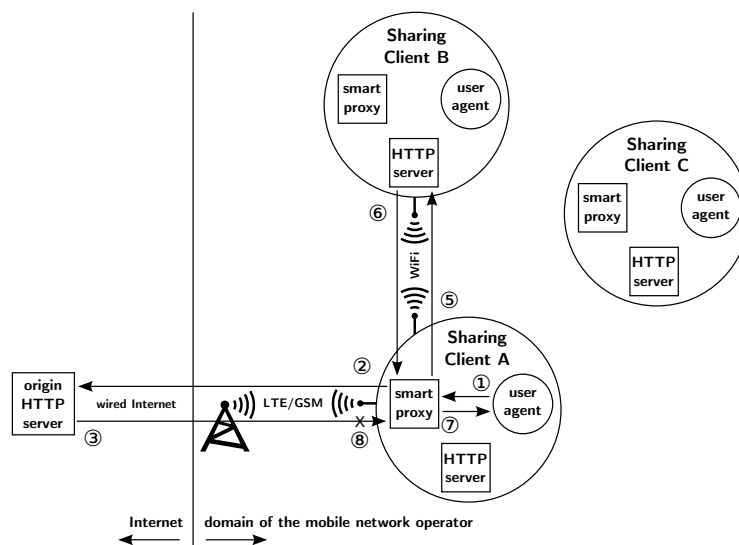 Sharing
Client B
smart
proxy
user
agent
HTTP
server
Sharing
Client C
smart
proxy
user
agent
HTTP
server
⑥
WiFi
⑤
Sharing
Client A
origin
HTTP
server
②
wired Internet
LTE/GSM
smart
proxy
①
user
agent
③
X
⑧
⑦
HTTP
server
Internet
domain of the mobile network operator